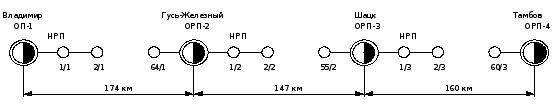 Владимир
ОП-1
Гусь-Железный
ОРП-2
Шацк
ОРП-3
Тамбов
ОРП-4
НРП
НРП
НРП
1/1
2/1
64/1
1/2
2/2
55/2
1/3
2/3
60/3
174 км
147 км
160 км